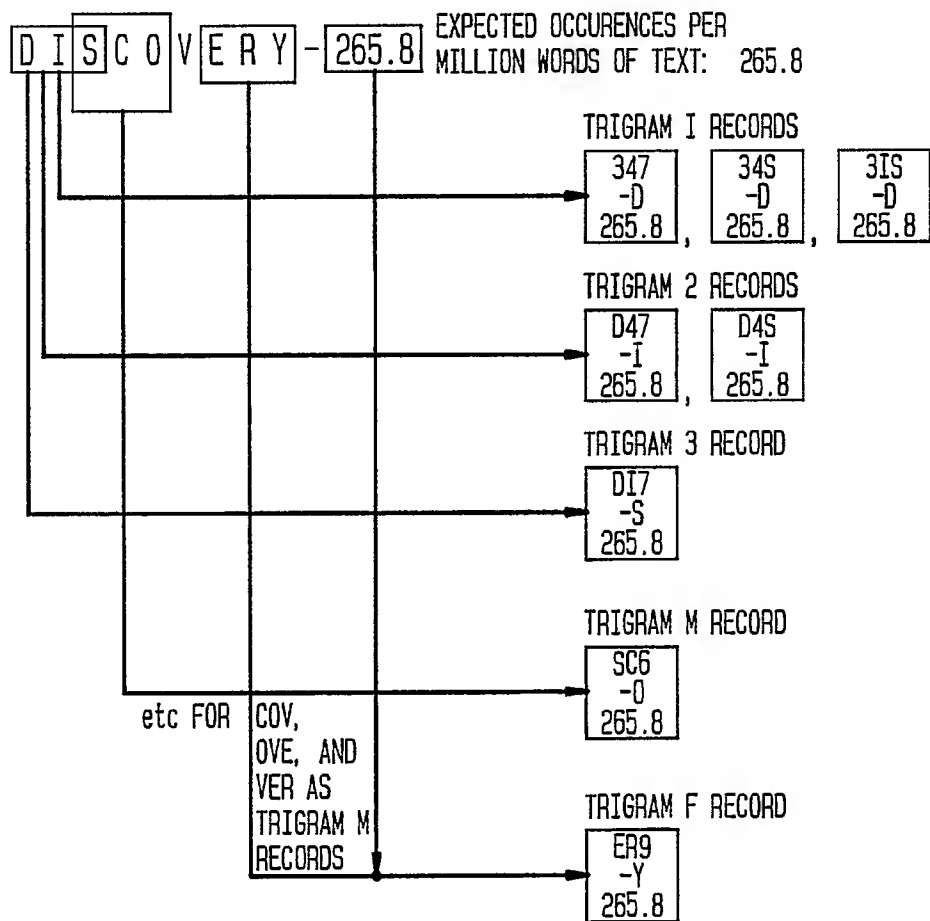 DISCOVERY-265.8
EXPECTED OCCURENCES PER
MILLION WORDS OF TEXT: 265.8
TRIGRAM I RECORDS
347 -D 265.8 , 34S -D 265.8 , 3IS -D 265.8
TRIGRAM 2 RECORDS
D47 -I 265.8 , D4S -I 265.8
TRIGRAM 3 RECORD
DI7
-S
265.8
TRIGRAM M RECORD
SC6
-O
265.8
etc FOR COV,
OVE, AND
VER AS
TRIGRAM M
RECORDS
TRIGRAM F RECORD
ER9
-Y
265.8